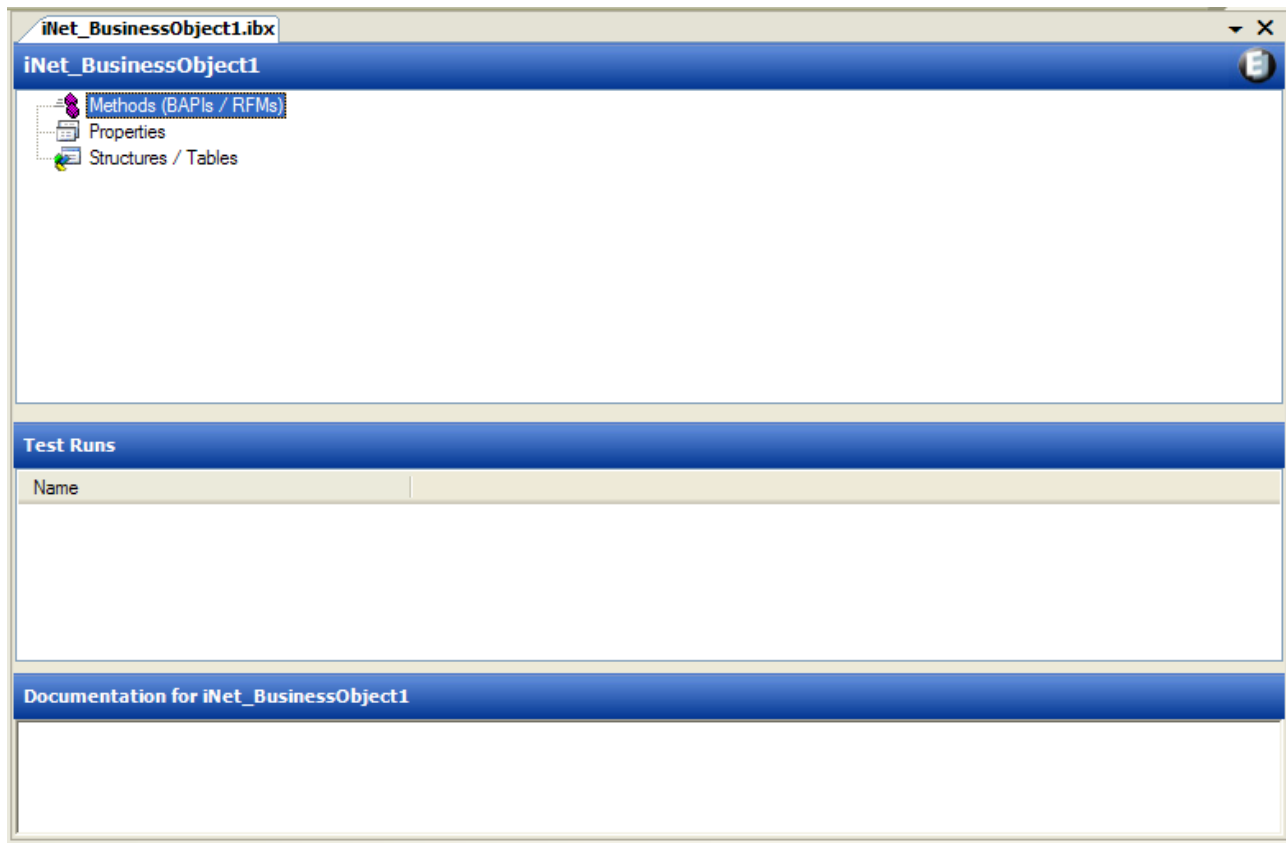 iNet_BusinessObject1.ibx
iNet_BusinessObject1
Methods (BAPIs / RFMs)
Properties
Structures / Tables
Test Runs
Name
Documentation for iNet_BusinessObject1